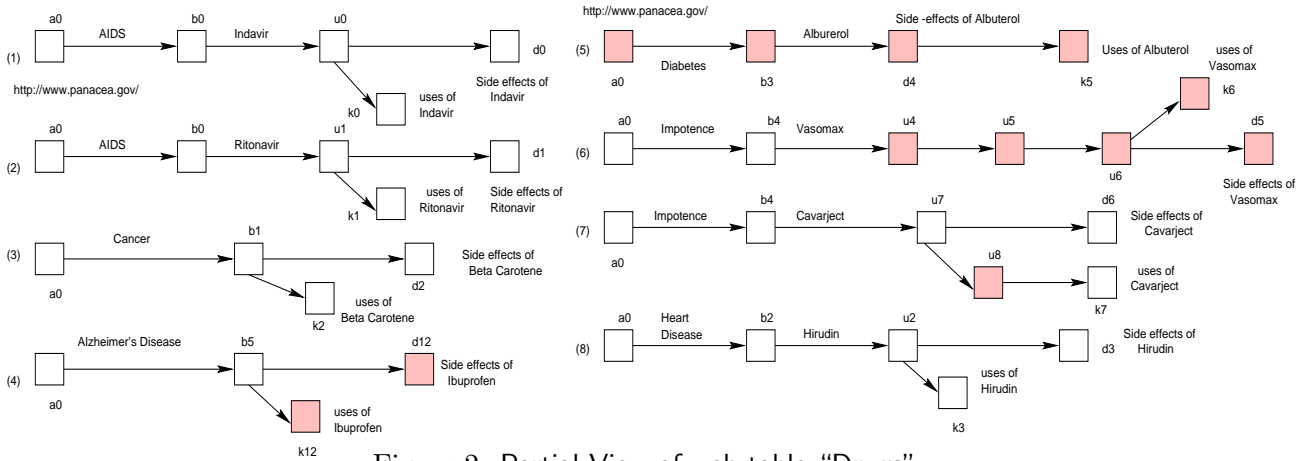 a0
AIDS
b0
Indavir
u0
(1)
d0
Side effects of
Indavir
http://www.panacea.gov/
k0
uses of
Indavir
a0
AIDS
b0
Ritonavir
u1
(2)
d1
k1
uses of
Ritonavir
Side effects of
Ritonavir
Cancer
b1
(3)
a0
Side effects of
Beta Carotene
d2
uses of
Beta Carotene
k2
Alzheimer's Disease
b5
d12
(4)
a0
Side effects of
Ibuprofen
uses of
Ibuprofen
k12
http://www.panacea.gov/
(5)
a0
Diabetes
b3
Alburerol
d4
Side -effects of Albuterol
k5
Uses of Albuterol
uses of
Vasomax
k6
a0
Impotence
b4
Vasomax
u4
u5
d5
(6)
u6
Side effects of
Vasomax
Impotence
b4
Cavarject
u7
d6
(7)
a0
Side effects of
Cavarject
u8
uses of
Cavarject
k7
a0
Heart
Disease
b2
Hirudin
u2
(8)
d3
Side effects of
Hirudin
uses of
Hirudin
k3